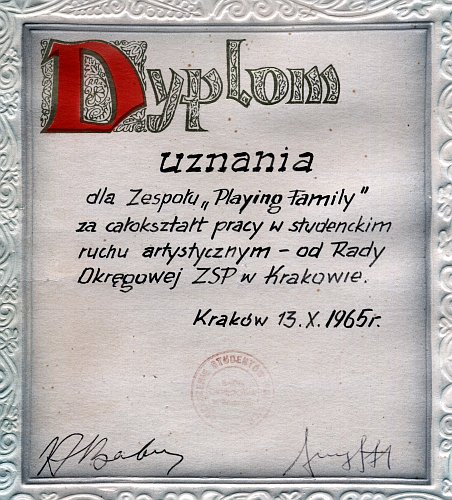 Dyplom
uznania
dla Zespołu „Playing Family”
za całokształt pracy w studenckim
ruchu artystycznym – od Rady
Okręgowej ZSP w Krakowie.
Kraków 13.X.1965r.
STUDENTÓW